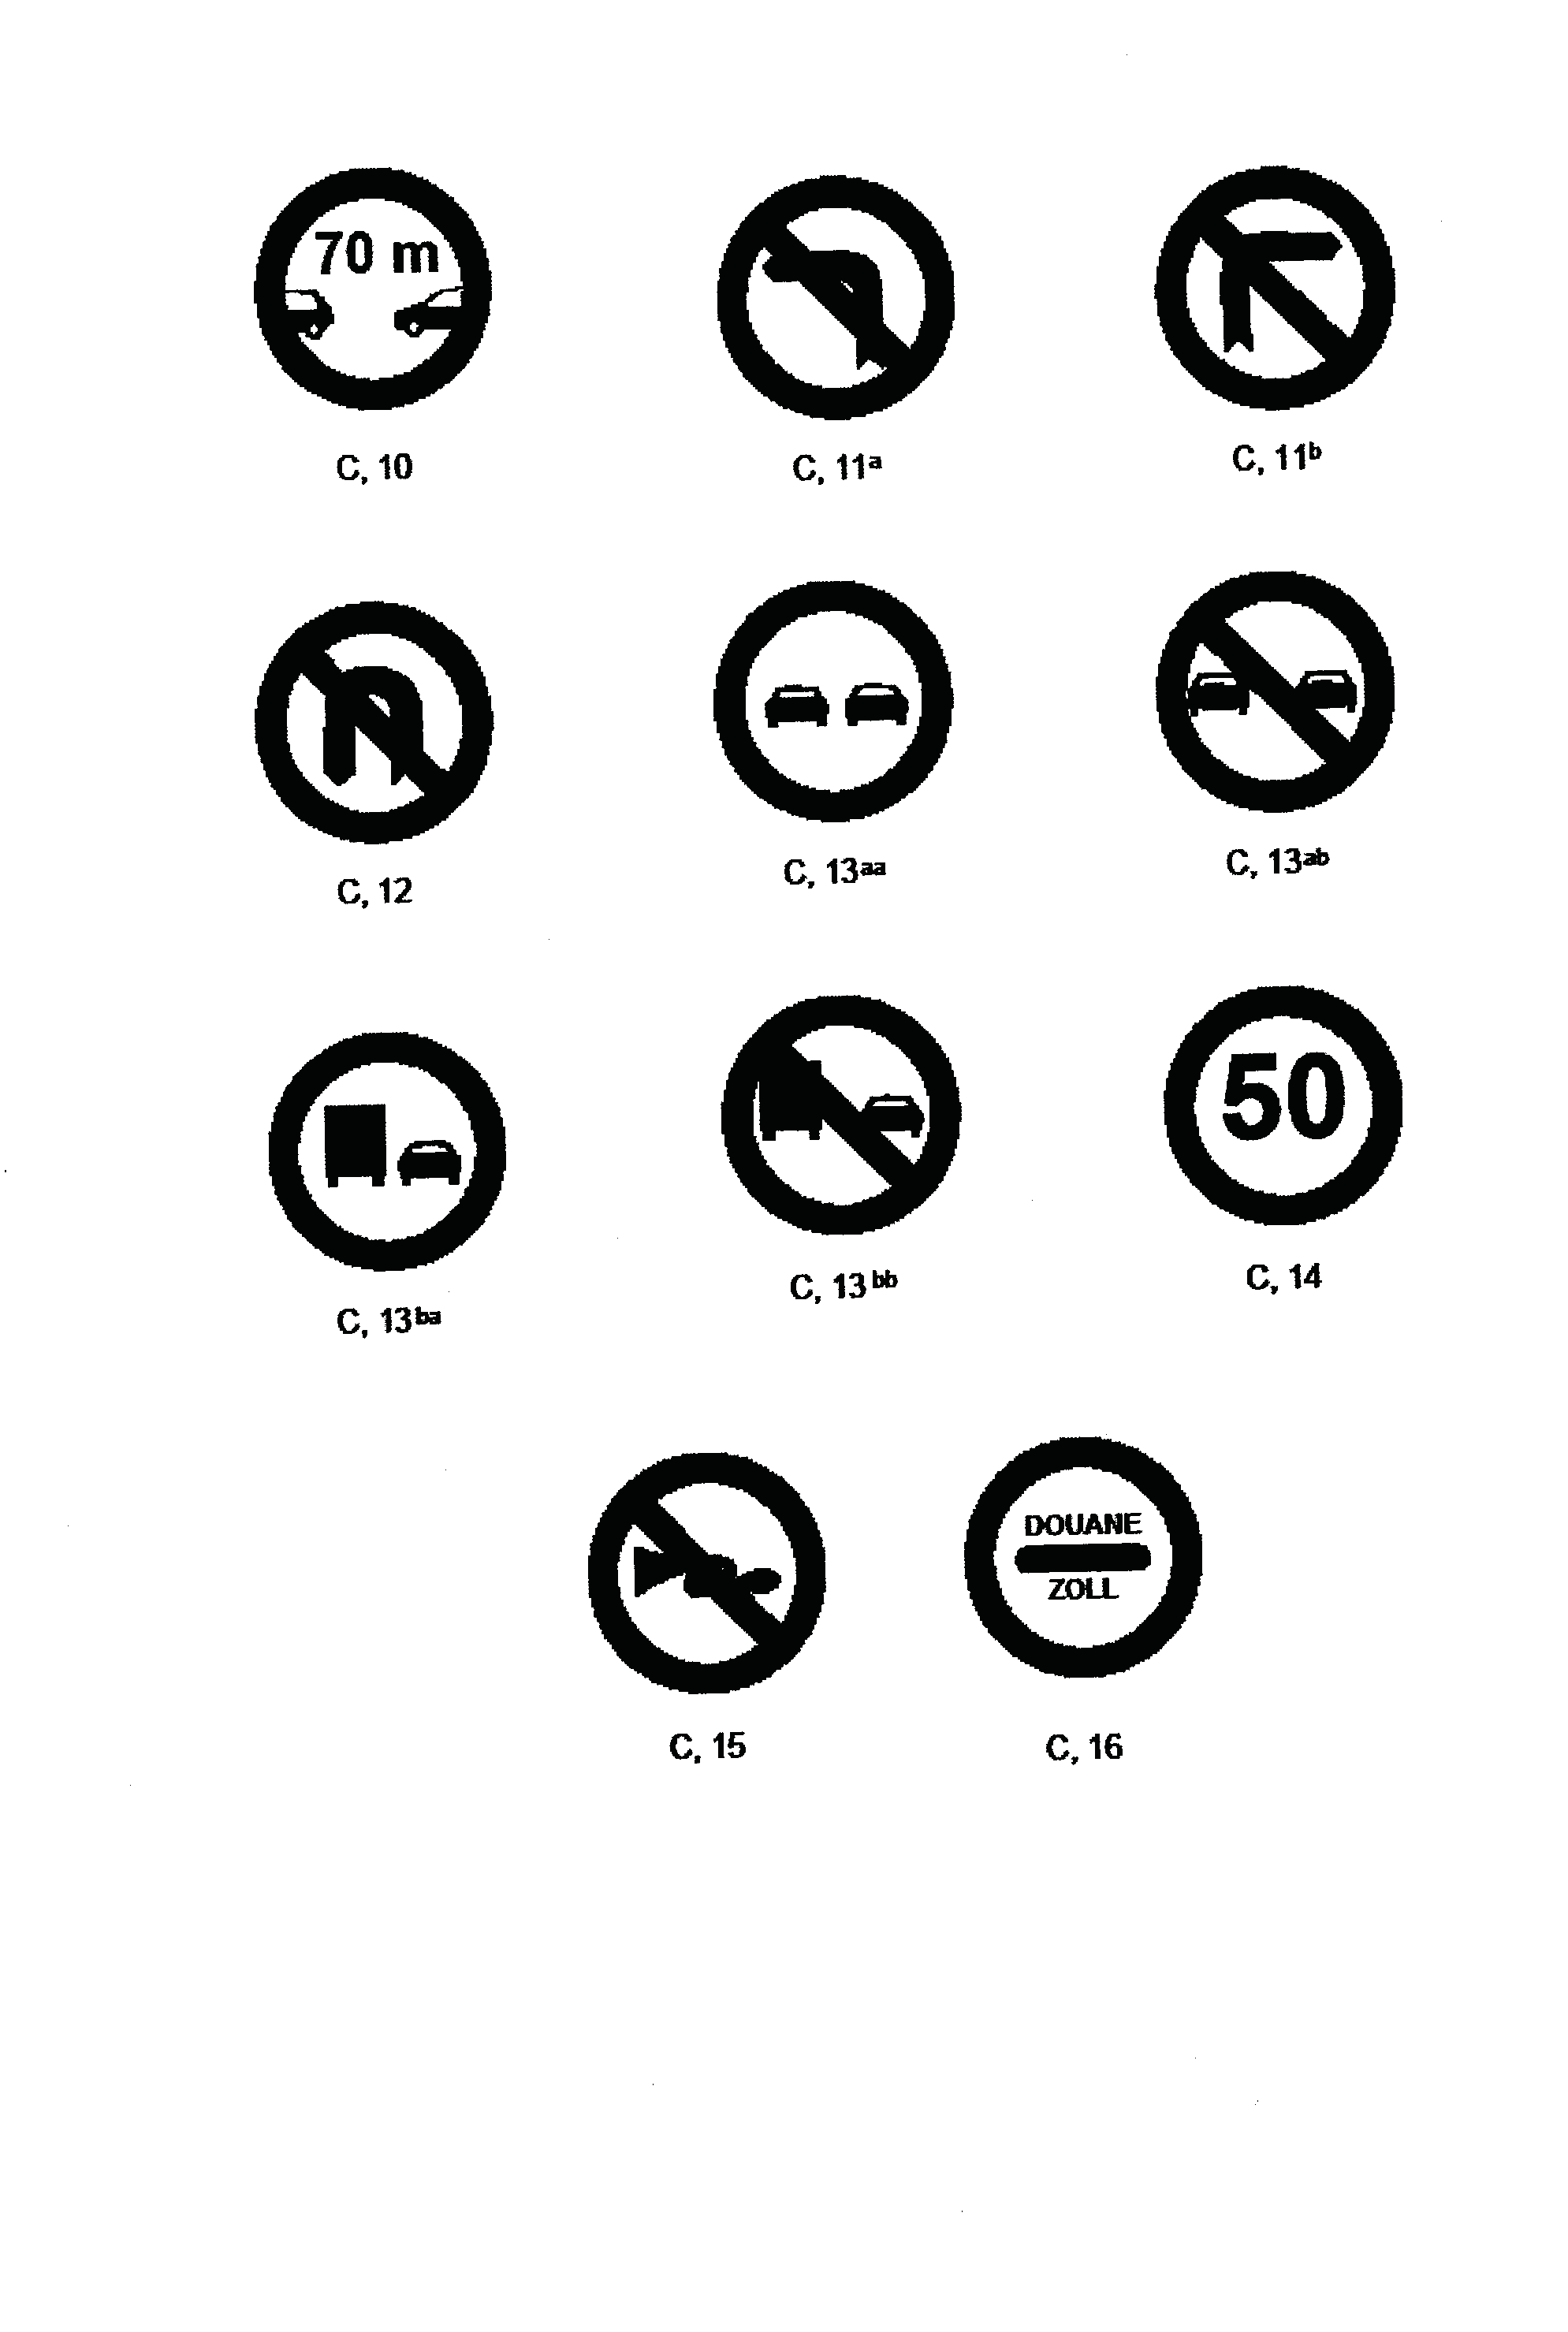 70 m
C, 10
C, 11ª
C, 11ᵇ
C, 12
C, 13ᵃᵃ
C, 13ᵃᵇ
C, 13ᵇᵃ
C, 13ᵇᵇ
50
C, 14
C, 15
DOUANE
ZOLL
C, 16